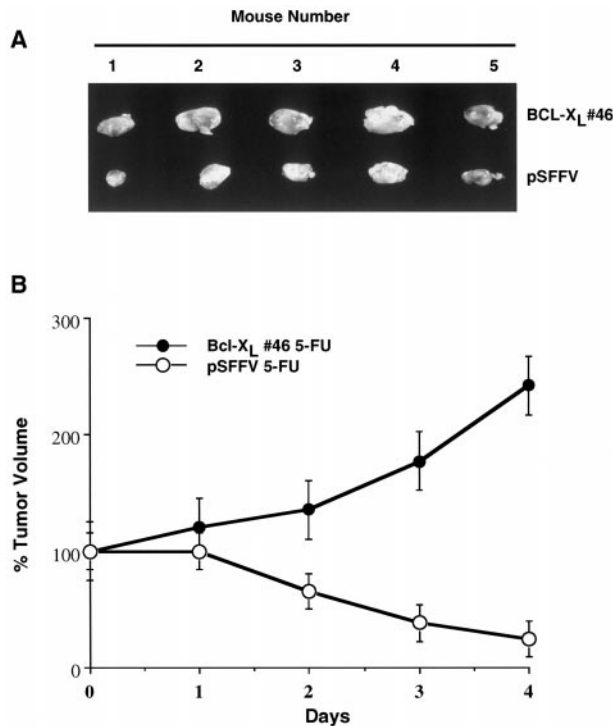 Mouse Number
A
1 2 3 4 5
BCL-XL#46
pSFFV
B
300
Bcl-XL #46 5-FU
pSFFV 5-FU
200
% Tumor Volume
100
0
0 1 2 3 4
Days